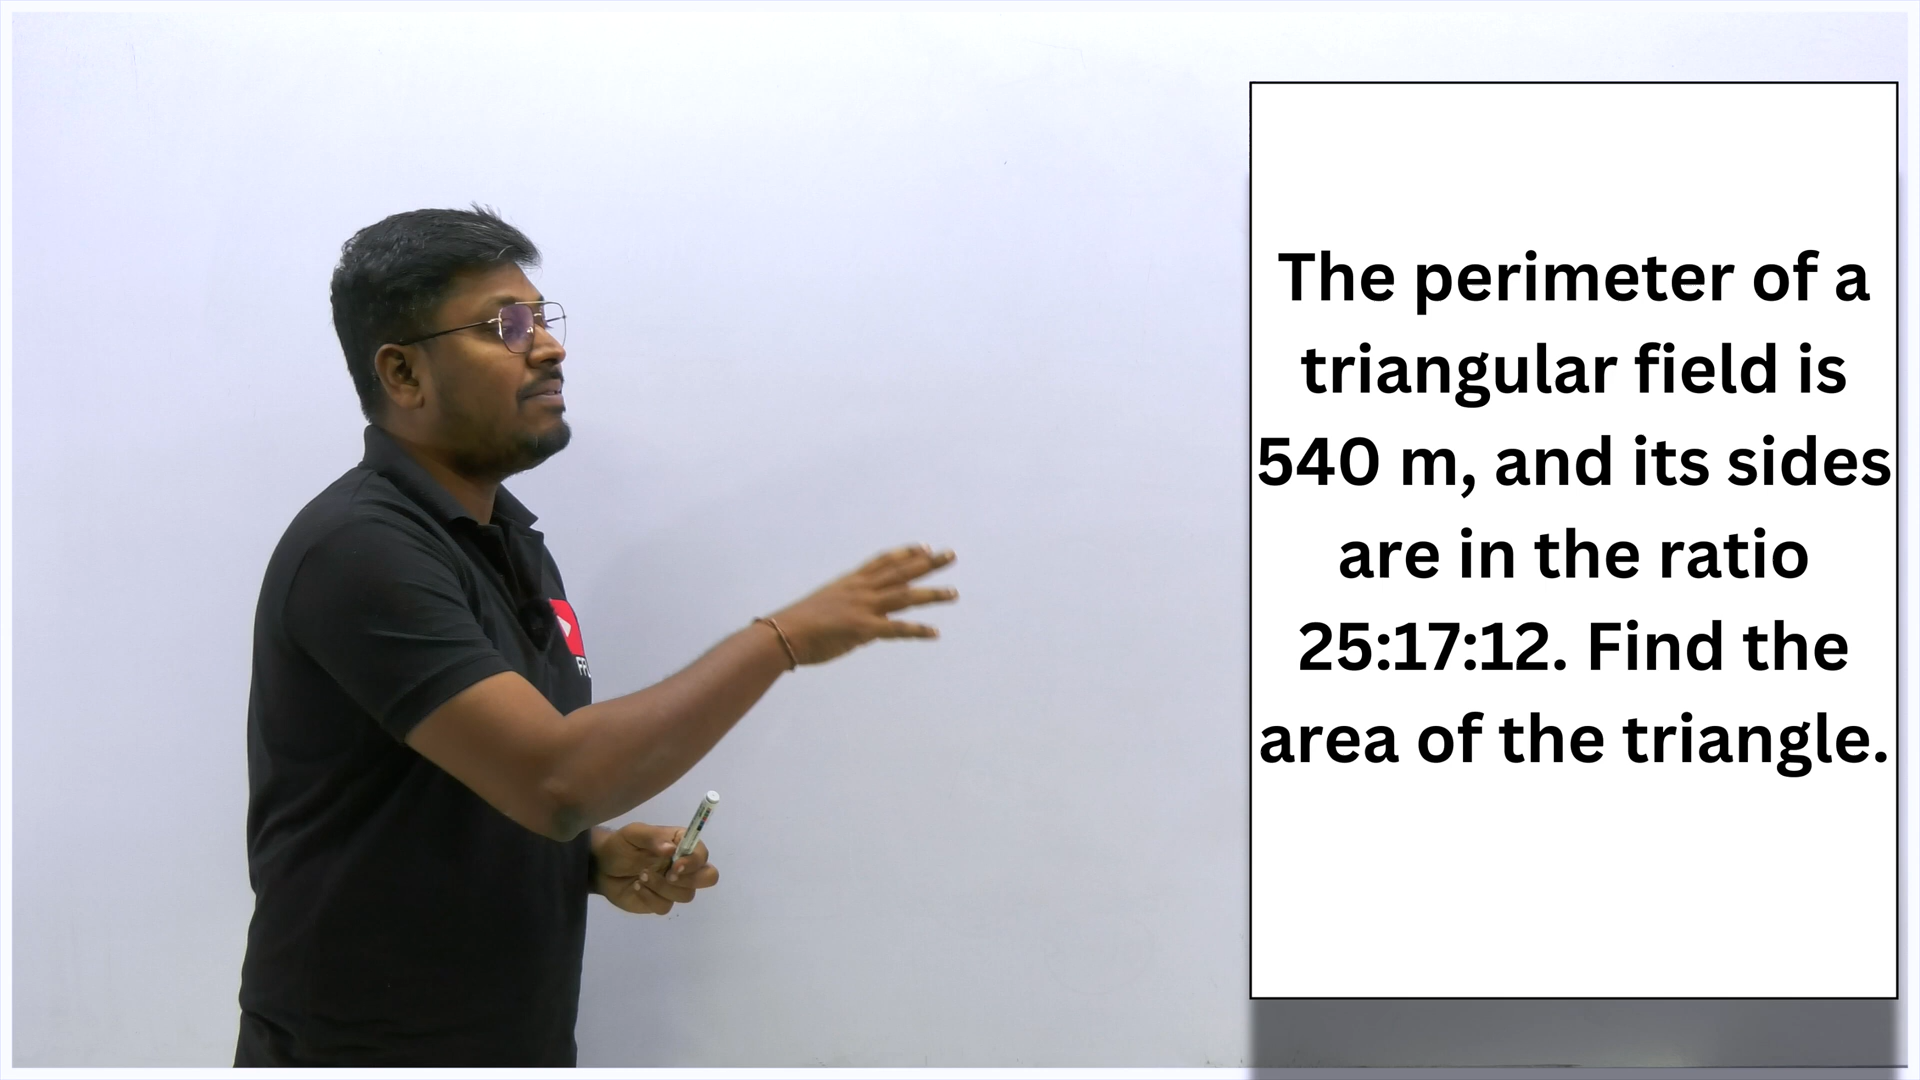 The perimeter of a
triangular field is
540 m, and its sides
are in the ratio
25:17:12. Find the
area of the triangle.